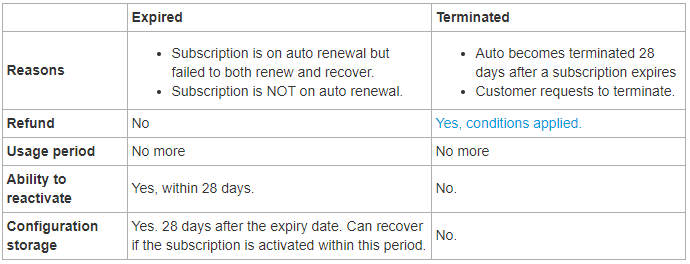 Expired Terminated
Reasons
• Subscription is on auto renewal but
failed to both renew and recover.
• Subscription is NOT on auto renewal.
• Auto becomes terminated 28
days after a subscription expires
• Customer requests to terminate.
Refund No Yes, conditions applied.
Usage period No more No more
Ability to
reactivate
Yes, within 28 days.
No.
Configuration
storage
Yes. 28 days after the expiry date. Can recover
if the subscription is activated within this period.
No.